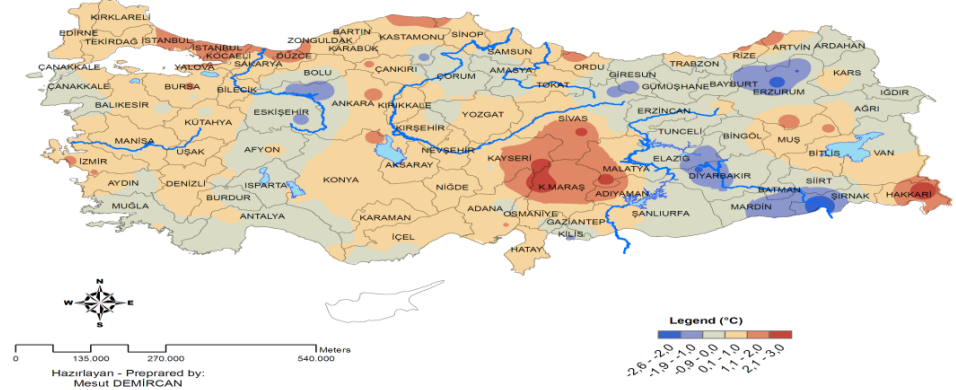 KIRKLARELİ
EDİRNE
TEKİRDAĞ İSTANBUL
İSTANBUL
KOCAELİ
YALOVA
SAKARYA
DÜZCE
ZONGULDAK
BARTIN
KARABÜK
KASTAMONU
SİNOP
SAMSUN
ÇANAKKALE
ÇANAKKALE
BURSA
BİLECİK
BOLU
ÇANKIRI
ÇORUM
AMASYA
TOKAT
ORDU
GİRESUN
TRABZON
RİZE
ARTVİN
ARDAHAN
GÜMÜŞHANE
BAYBURT
ERZURUM
KARS
IĞDIR
AĞRI
BALIKESİR
KÜTAHYA
ESKİŞEHİR
ANKARA
KIRIKKALE
KIRŞEHİR
YOZGAT
SİVAS
ERZİNCAN
TUNCELİ
BİNGÖL
MUŞ
BİTLİS
VAN
MANİSA
UŞAK
AFYON
İZMİR
NEVŞEHİR
AKSARAY
KAYSERİ
MALATYA
ELAZIĞ
DİYARBAKIR
SİİRT
BATMAN
ŞIRNAK
HAKKARİ
MARDİN
AYDIN
DENİZLİ
ISPARTA
BURDUR
KONYA
NİĞDE
K.MARAŞ
ADIYAMAN
ŞANLIURFA
MUĞLA
ANTALYA
KARAMAN
İÇEL
ADANA
OSMANİYE
GAZİANTEP
KİLİS
HATAY
N
W E
S
0 135.000 270.000 540.000
Meters
Hazırlayan - Preprared by:
Mesut DEMİRCAN
Legend (°C)
-2,6 - -2,0
-1,9 - -1,0
-0,9 - 0,0
0,1 - 1,0
1,1 - 2,0
2,1 - 3,0